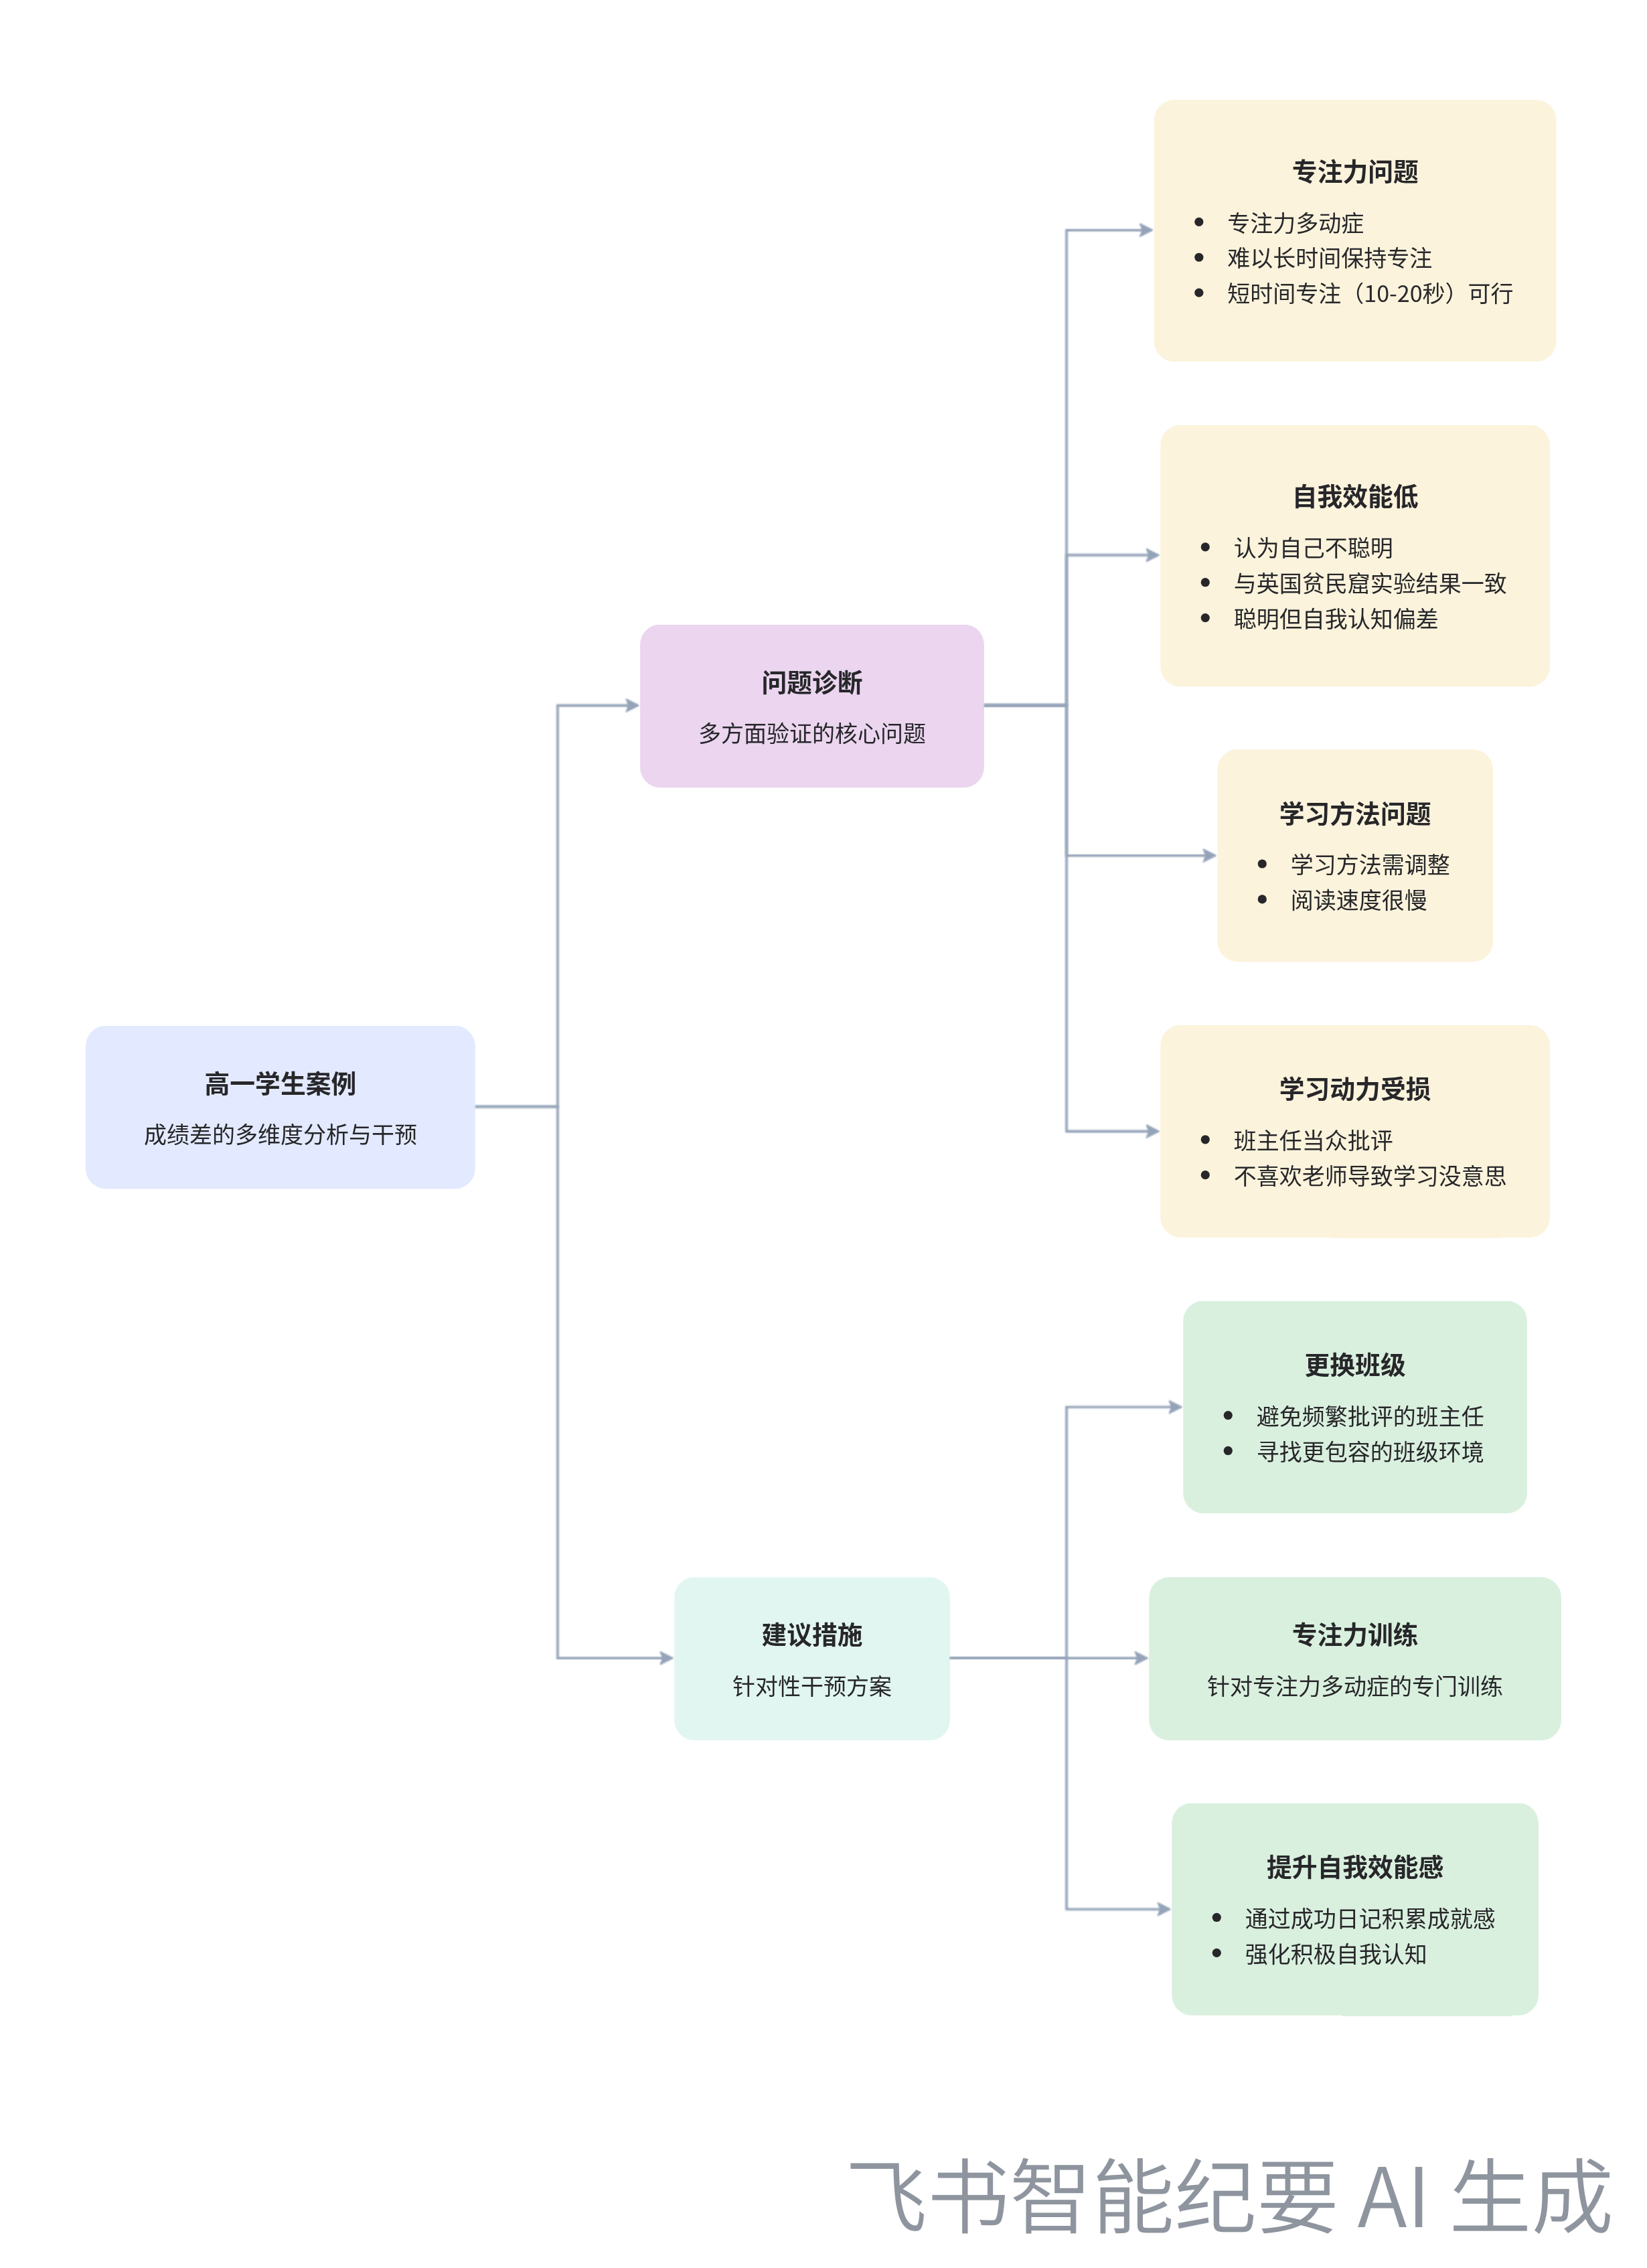 专注力问题
专注力多动症
难以长时间保持专注
短时间专注（10-20秒）可行
自我效能低
认为自己不聪明
与英国贫民窟实验结果一致
聪明但自我认知偏差
问题诊断
多方面验证的核心问题
学习方法问题
学习方法需调整
阅读速度很慢
高一学生案例
成绩差的多维度分析与干预
学习动力受损
班主任当众批评
不喜欢老师导致学习没意思
更换班级
避免频繁批评的班主任
寻找更包容的班级环境
建议措施
针对性干预方案
专注力训练
针对专注力多动症的专门训练
提升自我效能感
通过成功日记积累成就感
强化积极自我认知
飞书智能纪要 AI 生成